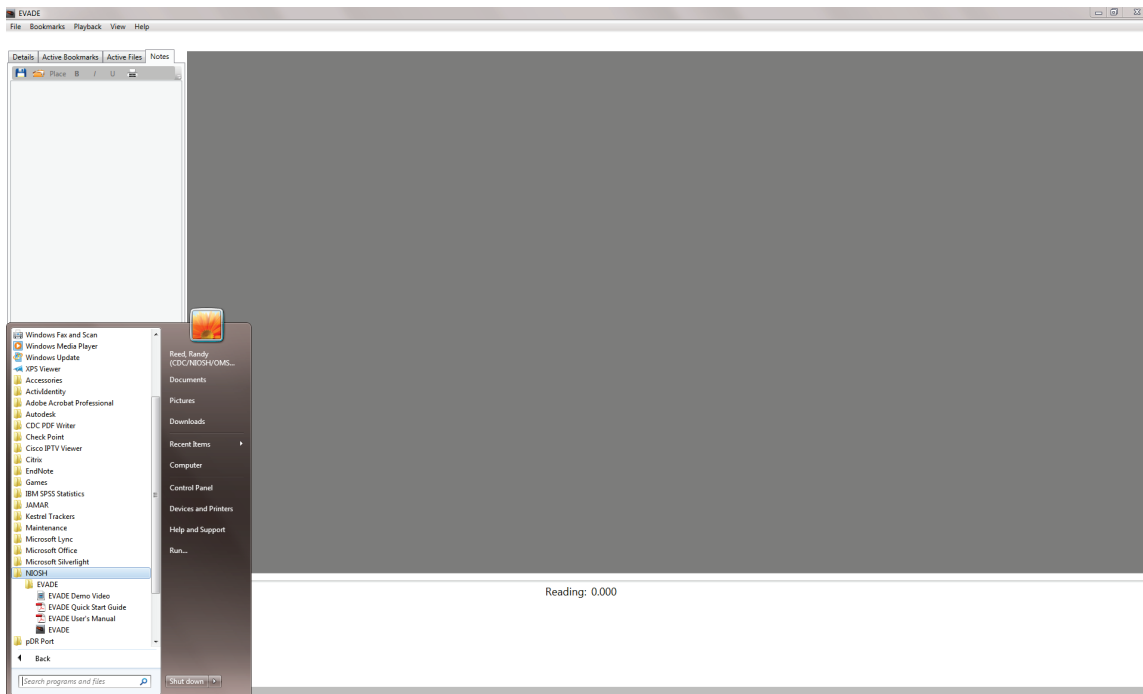 EVADE
File Bookmarks Playback View Help
Details Active Bookmarks Active Files Notes
Place B I U
Windows Fax and Scan
Windows Media Player
Windows Update
XPS Viewer
Accessories
ActivIdentity
Adobe Acrobat Professional
Autodesk
CDC PDF Writer
Check Point
Cisco IPTV Viewer
Citrix
EndNote
Games
IBM SPSS Statistics
JAMAR
Kestrel Trackers
Maintenance
Microsoft Lync
Microsoft Office
Microsoft Silverlight
NIOSH
EVADE
EVADE Demo Video
EVADE Quick Start Guide
EVADE User's Manual
EVADE
pDR Port
Back
Search programs and files
Reed, Randy
(CDC/NIOSH/OMS...
Documents
Pictures
Downloads
Recent Items
Computer
Control Panel
Devices and Printers
Help and Support
Run...
Shut down
Reading: 0.000